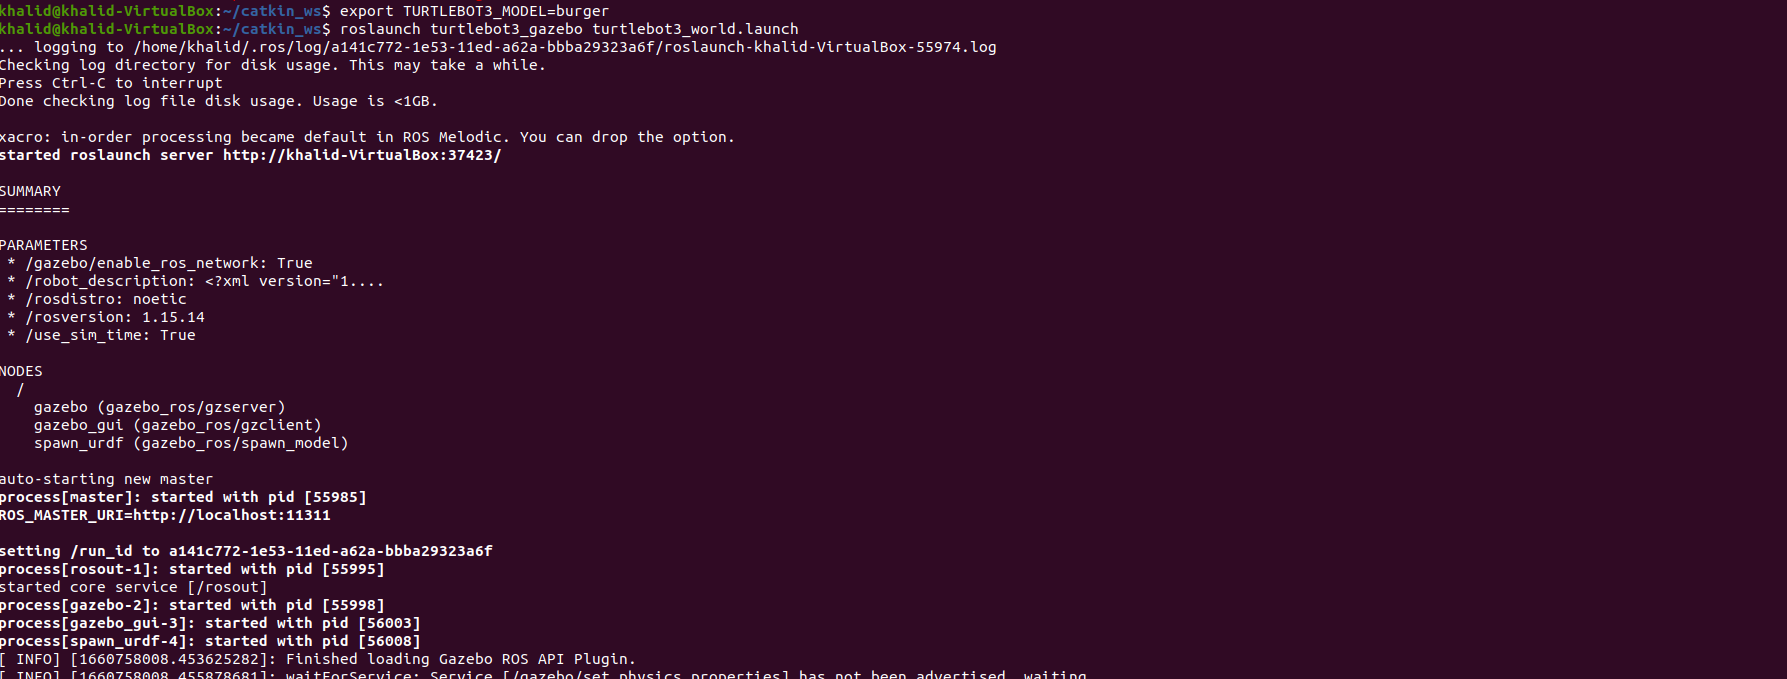 khalid@khalid-VirtualBox:~/catkin_ws$ export TURTLEBOT3_MODEL=burger
khalid@khalid-VirtualBox:~/catkin_ws$ roslaunch turtlebot3_gazebo turtlebot3_world.launch
... logging to /home/khalid/.ros/log/a141c772-1e53-11ed-a62a-bbba29323a6f/roslaunch-khalid-VirtualBox-55974.log
Checking log directory for disk usage. This may take a while.
Press Ctrl-C to interrupt
Done checking log file disk usage. Usage is <1GB.
xacro: in-order processing became default in ROS Melodic. You can drop the option.
started roslaunch server http://khalid-VirtualBox:37423/
SUMMARY
========
PARAMETERS
* /gazebo/enable_ros_network: True
* /robot_description: <?xml version="1....
* /rosdistro: noetic
* /rosversion: 1.15.14
* /use_sim_time: True
NODES
/
gazebo (gazebo_ros/gzserver)
gazebo_gui (gazebo_ros/gzclient)
spawn_urdf (gazebo_ros/spawn_model)
auto-starting new master
process[master]: started with pid [55985]
ROS_MASTER_URI=http://localhost:11311
setting /run_id to a141c772-1e53-11ed-a62a-bbba29323a6f
process[rosout-1]: started with pid [55995]
started core service [/rosout]
process[gazebo-2]: started with pid [55998]
process[gazebo_gui-3]: started with pid [56003]
process[spawn_urdf-4]: started with pid [56008]
[ INFO] [1660758008.453625282]: Finished loading Gazebo ROS API Plugin.
[ INFO] [1660758008.455878681]: waitForService: Service [/gazebo/set_physics_properties] has not been advertised, waiting...